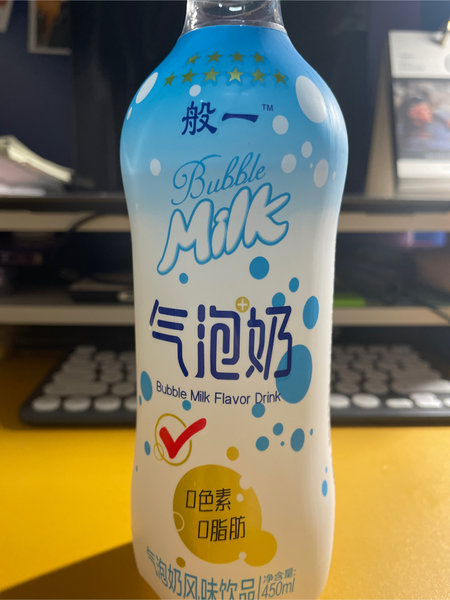 般一™
Bubble
Milk
气泡奶
Bubble Milk Flavor Drink
0色素
0脂肪
气泡奶风味饮品
净含量:
450ml